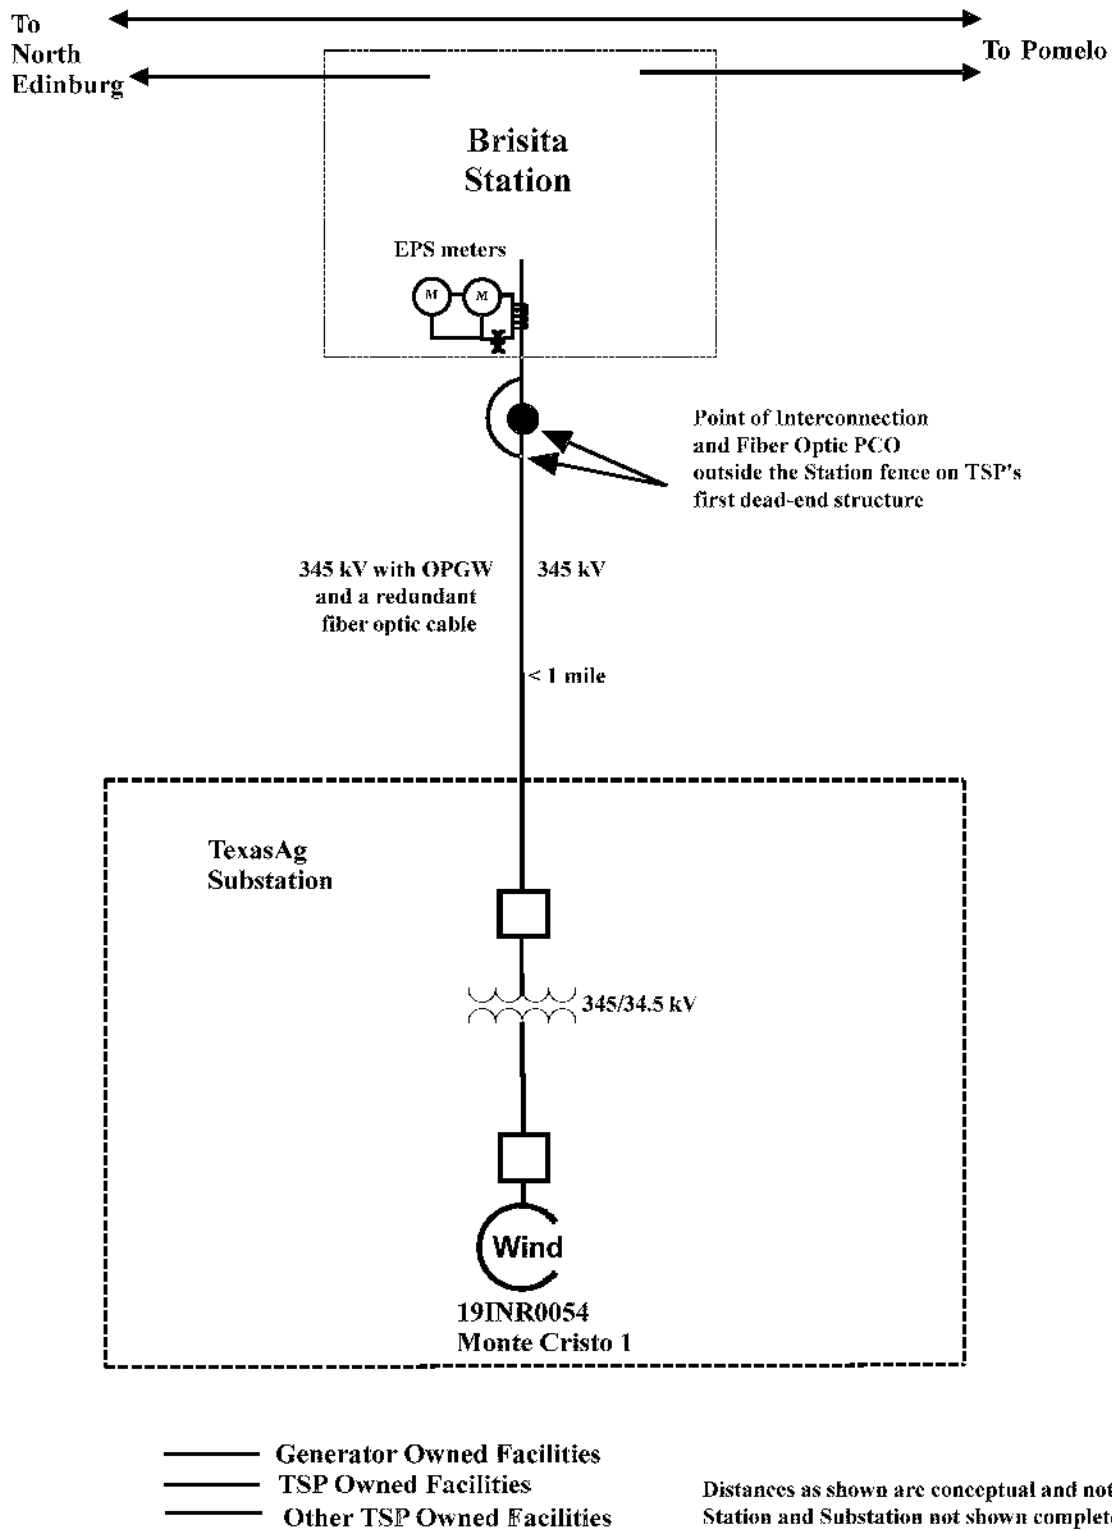 To
North
Edinburg
To Pomelo
Brisita
Station
EPS meters
M M
Point of Interconnection
and Fiber Optic PCO
outside the Station fence on TSP's
first dead-end structure
345 kV with OPGW
and a redundant
fiber optic cable
345 kV
< 1 mile
TexasAg
Substation
345/34.5 kV
Wind
19INR0054
Monte Cristo 1
Generator Owned Facilities
TSP Owned Facilities
Other TSP Owned Facilities
Distances as shown are conceptual and not
Station and Substation not shown complete